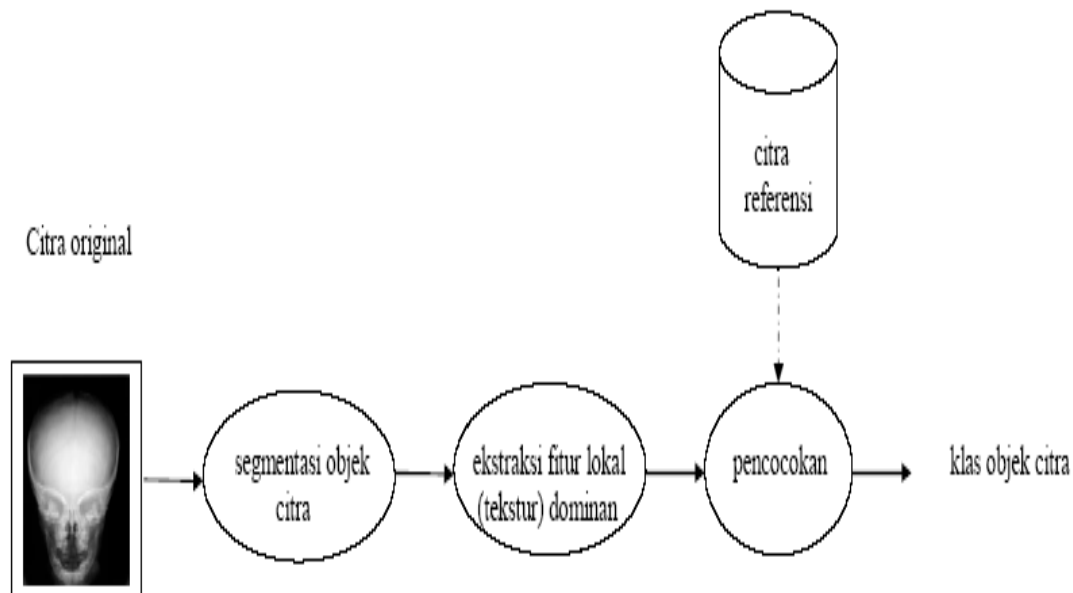 citra
referensi
Citra original
segmentasi objek
citra
ekstraksi fitur lokal
(tekstur) dominan
pencocokan
klas objek citra